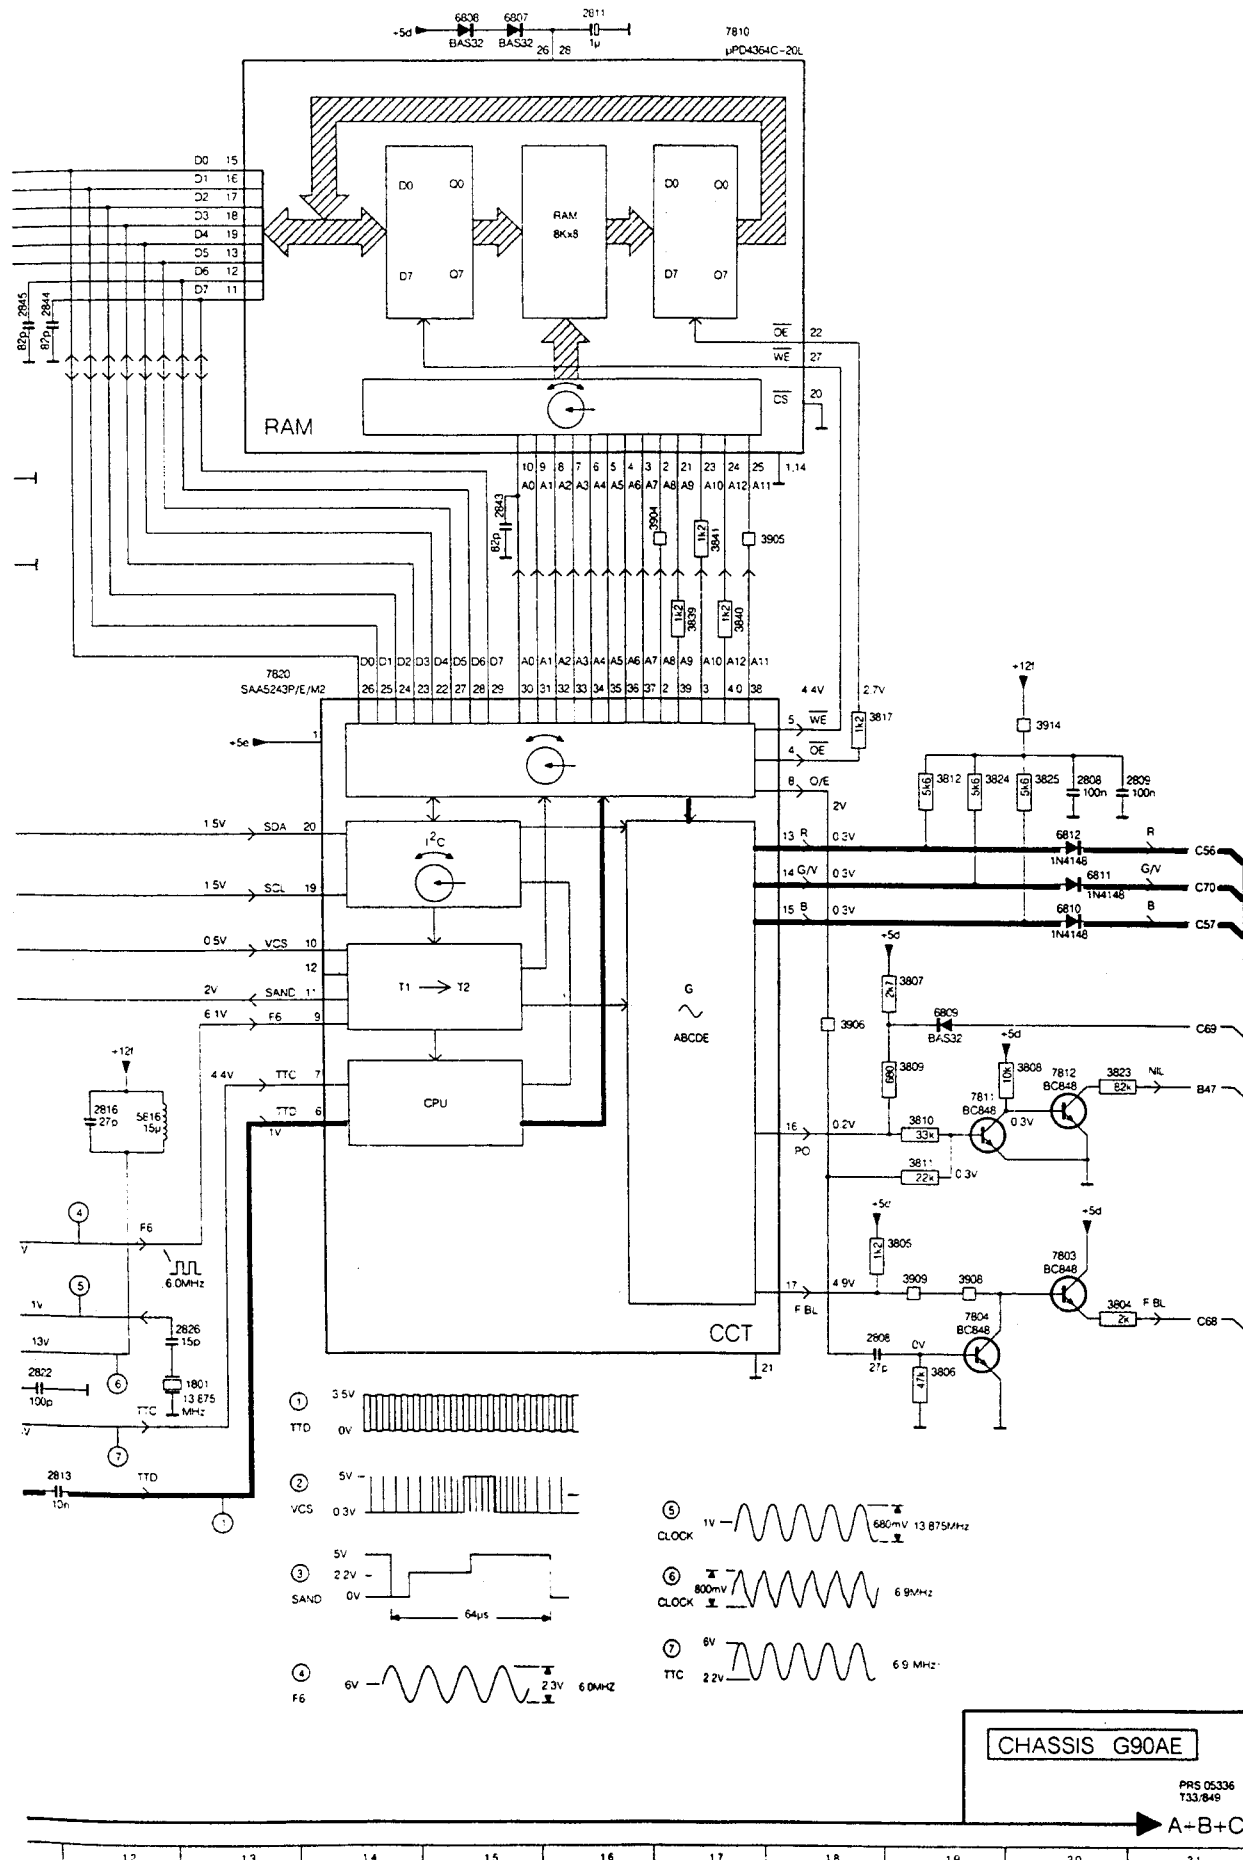 6808
6807
2811
7810
+5d
BAS32
BAS32
1µ
26
28
µPD4364C-20L
D0 15
D1 16
D2 17
D3 18
D4 19
D5 13
D6 12
D7 11
D0 Q0
D7 Q7
RAM
8Kx8
D0 Q0
D7 Q7
2845
82p
2844
82p
OE 22
WE 27
CS 20
RAM
10 9 8 7 6 5 4 3 2 21 23 24 25 1,14
A0 A1 A2 A3 A4 A5 A6 A7 A8 A9 A10 A12 A11
2843
82p
3904
1k2
3841
3905
1k2
3839
1k2
3840
7820
SAA5243P/E/M2
D0 D1 D2 D3 D4 D5 D6 D7 A0 A1 A2 A3 A4 A5 A6 A7 A8 A9 A10 A12 A11
26 25 24 23 22 27 28 29 30 31 32 33 34 35 36 37 2 39 3 40 38
4.4V
2.7V
+5e
5 WE
4 OE
8 O/E
1k2
3817
2V
+12f
3914
5k6
3812
5k6
3824
5k6
3825
2808
100n
2809
100n
1.5V SDA 20
I²C
1.5V SCL 19
0.5V VCS 10
12
2V SAND 11
6.1V F6 9
T1 T2
4.4V TTC 7
TTD 6
1V
CPU
G
ABCDE
13 R 0.3V
6812
1N4148
R
C56
14 G/V 0.3V
6811
1N4148
G/V
C70
15 B 0.3V
6810
1N4148
B
C57
+5d
2k7
3807
3906
6809
BAS32
C69
680
3809
+5d
10k
3808
7811
BC848
7812
BC848
3823
82k
NIL
B47
16 0.2V
PO
3810
33k
0.3V
3811
22k
0.3V
+12f
2816
27p
5816
15µ
4
F6
6.0MHz
V
5
1V
13V
2826
15p
2822
100p
6
1801
13.875
MHz
TTC
7
V
2813
10n
TTD
1
+5d
1k2
3805
17 4.9V
F BL
3909
3908
+5d
7803
BC848
3804
2k
F BL
C68
7804
BC848
2808
27p
0V
47k
3806
CCT
21
1
TTD
3.5V
0V
2
VCS
5V
0.3V
3
SAND
5V
2.2V
0V
64µs
4
F6
6V
2.3V 6.0MHZ
5
CLOCK
1V
680mV 13.875MHz
6
CLOCK
800mV
6.9MHz
7
TTC
6V
2.2V
6.9 MHz
CHASSIS G90AE
PRS 05336
T33/849
A+B+C
12 13 14 15 16 17 18 19 20 21